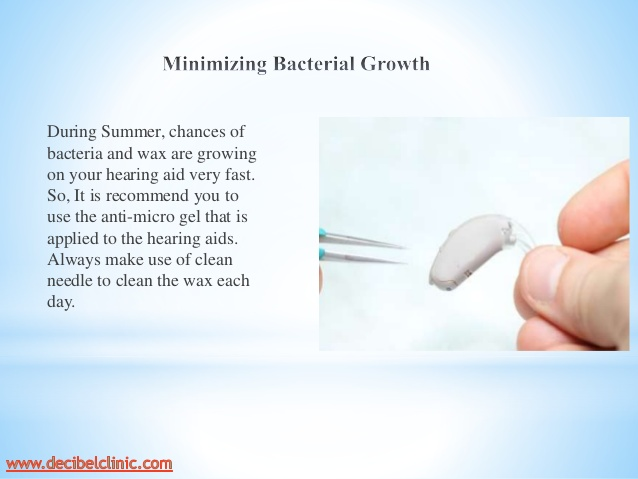 Minimizing Bacterial Growth
During Summer, chances of
bacteria and wax are growing
on your hearing aid very fast.
So, It is recommend you to
use the anti-micro gel that is
applied to the hearing aids.
Always make use of clean
needle to clean the wax each
day.
www.decibelclinic.com